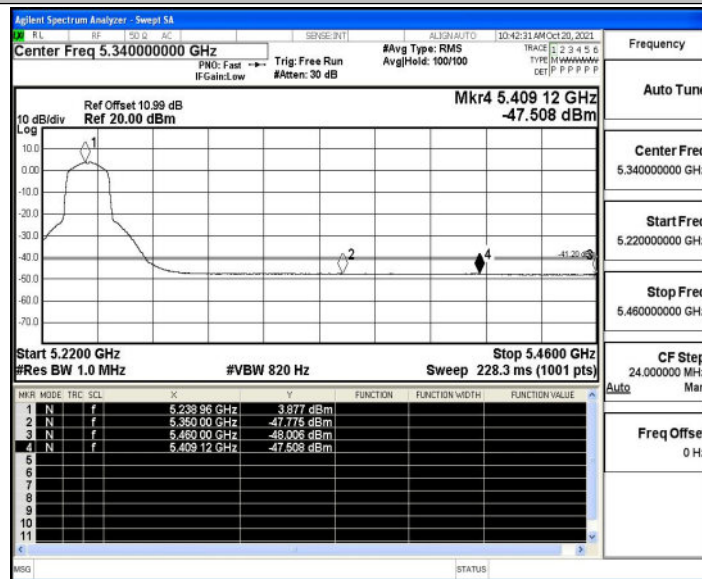 Agilent Spectrum Analyzer - Swept SA
RL RF 50 Ω AC SENSE:INT ALIGNAUTO 10:42:31 AM Oct 20, 2021
Center Freq 5.340000000 GHz
PNO: Fast
IFGain:Low
Trig: Free Run
#Atten: 30 dB
#Avg Type: RMS
Avg|Hold: 100/100
TRACE 1 2 3 4 5 6
TYPE M
DET P P P P P P
Frequency
Ref Offset 10.99 dB
Ref 20.00 dBm
10 dB/div
Log
Mkr4 5.409 12 GHz
-47.508 dBm
10.0
0.00
-10.0
-20.0
-30.0
-40.0
-50.0
-60.0
-70.0
1
2
4
-41.20
Start 5.2200 GHz
Stop 5.4600 GHz
#Res BW 1.0 MHz
#VBW 820 Hz
Sweep 228.3 ms (1001 pts)
MKR MODE TRC SCL X Y FUNCTION FUNCTION WIDTH FUNCTION VALUE
1 N f 5.238 96 GHz 3.877 dBm
2 N f 5.350 00 GHz -47.775 dBm
3 N f 5.460 00 GHz -48.006 dBm
4 N f 5.409 12 GHz -47.508 dBm
5
6
7
8
9
10
11
MSG
STATUS
Auto Tune
Center Freq
5.340000000 GHz
Start Freq
5.220000000 GHz
Stop Freq
5.460000000 GHz
CF Step
24.000000 MHz
Auto Man
Freq Offset
0 Hz